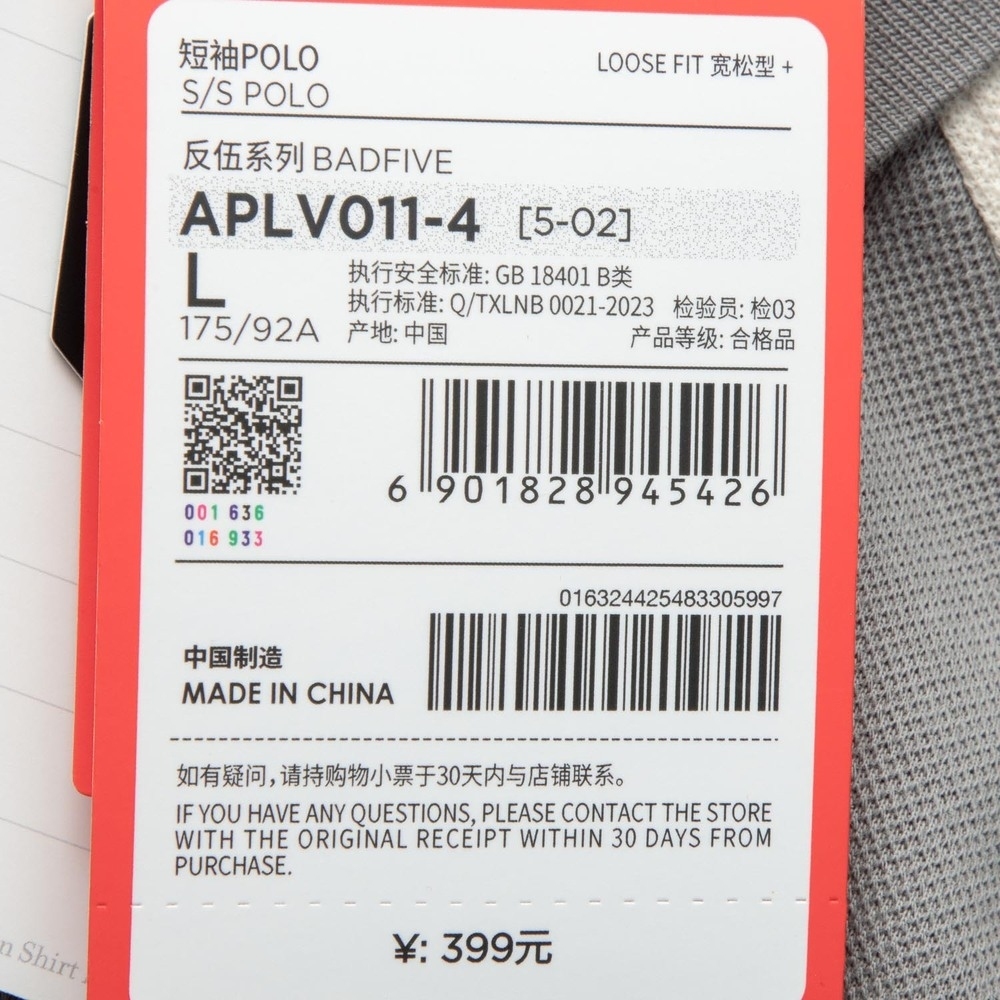 短袖POLO
S/S POLO
LOOSE FIT 宽松型 +
反伍系列 BADFIVE
APLV011-4 [5-02]
L
175/92A
执行安全标准: GB 18401 B类
执行标准: Q/TXLNB 0021-2023 检验员: 检03
产地: 中国 产品等级: 合格品
6 901828 945426
001 636
016 933
016324425483305997
中国制造
MADE IN CHINA
如有疑问,请持购物小票于30天内与店铺联系。
IF YOU HAVE ANY QUESTIONS, PLEASE CONTACT THE STORE
WITH THE ORIGINAL RECEIPT WITHIN 30 DAYS FROM
PURCHASE.
¥: 399元
n Shirt